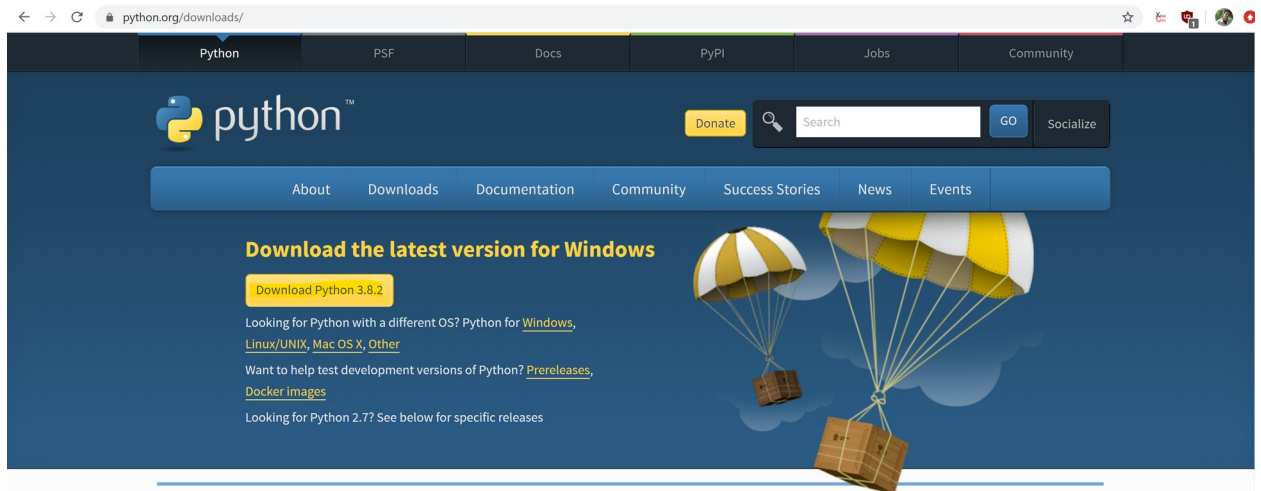 python.org/downloads/
1
Python PSF Docs PyPI Jobs Community
python™
Donate Search GO Socialize
About Downloads Documentation Community Success Stories News Events
Download the latest version for Windows
Download Python 3.8.2
Looking for Python with a different OS? Python for Windows,
Linux/UNIX, Mac OS X, Other
Want to help test development versions of Python? Prereleases,
Docker images
Looking for Python 2.7? See below for specific releases